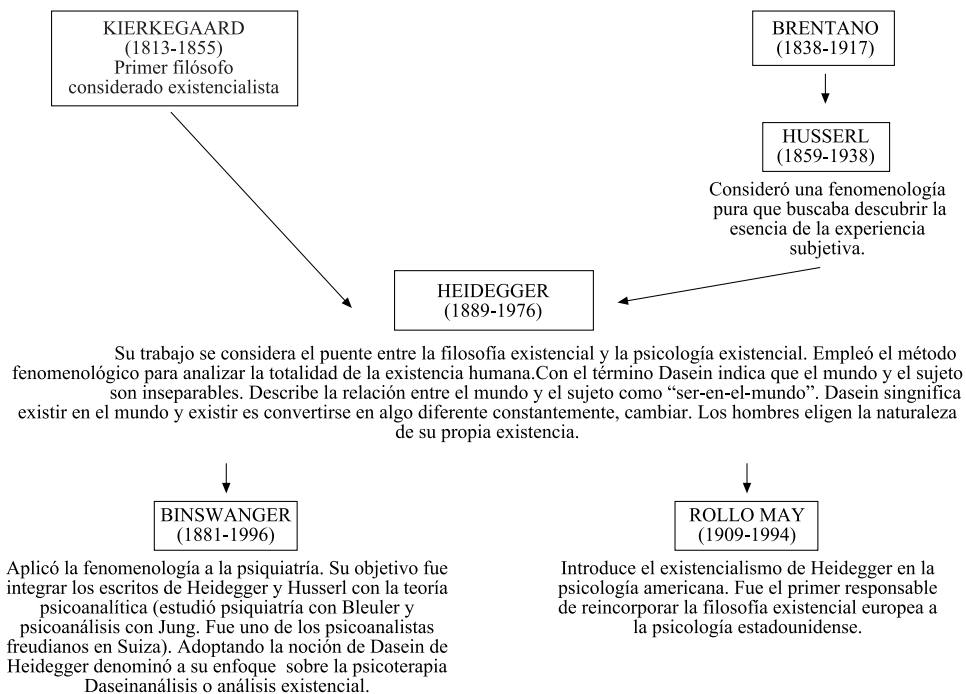 KIERKEGAARD
(1813-1855)
Primer filósofo
considerado existencialista
BRENTANO
(1838-1917)
HUSSERL
(1859-1938)
Consideró una fenomenología
pura que buscaba descubrir la
esencia de la experiencia
subjetiva.
HEIDEGGER
(1889-1976)
Su trabajo se considera el puente entre la filosofía existencial y la psicología existencial. Empleó el método
fenomenológico para analizar la totalidad de la existencia humana.Con el término Dasein indica que el mundo y el sujeto
son inseparables. Describe la relación entre el mundo y el sujeto como “ser-en-el-mundo”. Dasein singnifica
existir en el mundo y existir es convertirse en algo diferente constantemente, cambiar. Los hombres eligen la naturaleza
de su propia existencia.
BINSWANGER
(1881-1996)
Aplicó la fenomenología a la psiquiatría. Su objetivo fue
integrar los escritos de Heidegger y Husserl con la teoría
psicoanalítica (estudió psiquiatría con Bleuler y
psicoanálisis con Jung. Fue uno de los psicoanalistas
freudianos en Suiza). Adoptando la noción de Dasein de
Heidegger denominó a su enfoque sobre la psicoterapia
Daseinanálisis o análisis existencial.
ROLLO MAY
(1909-1994)
Introduce el existencialismo de Heidegger en la
psicología americana. Fue el primer responsable
de reincorporar la filosofía existencial europea a
la psicología estadounidense.